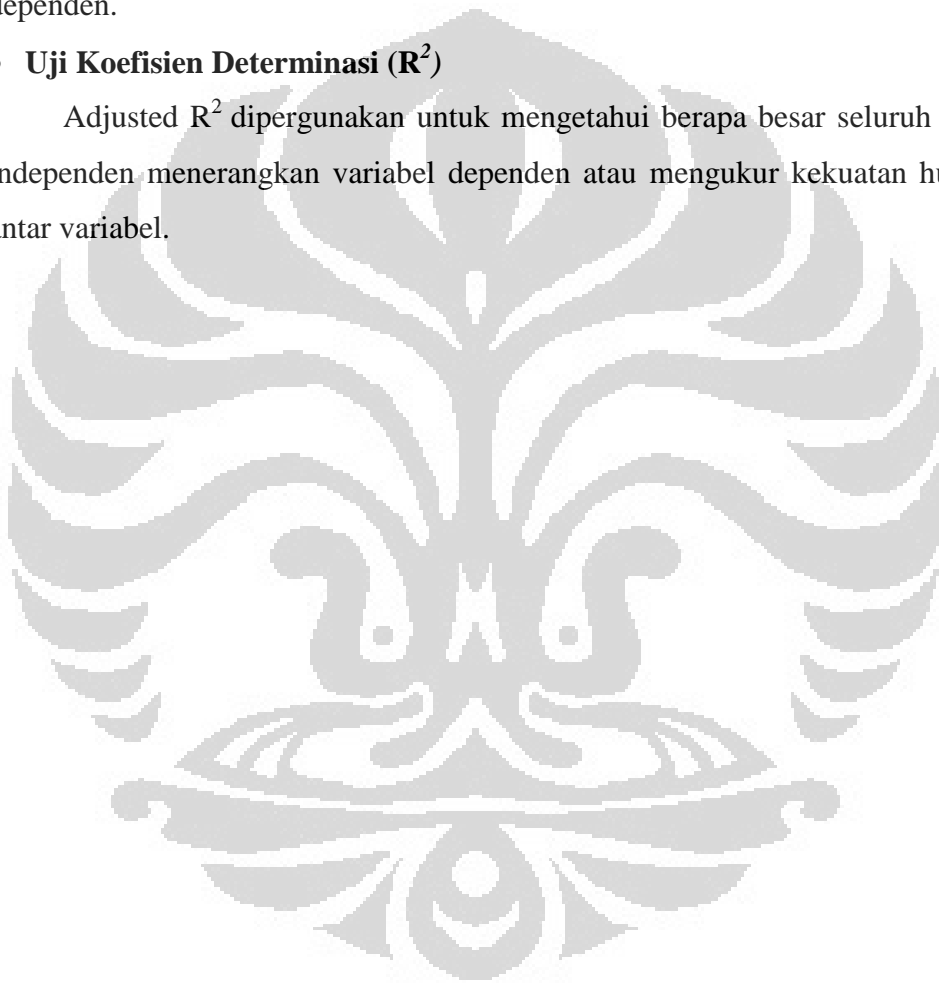 dependen.
Uji Koefisien Determinasi (R²)
Adjusted R² dipergunakan untuk mengetahui berapa besar seluruh
independen menerangkan variabel dependen atau mengukur kekuatan
antar variabel.